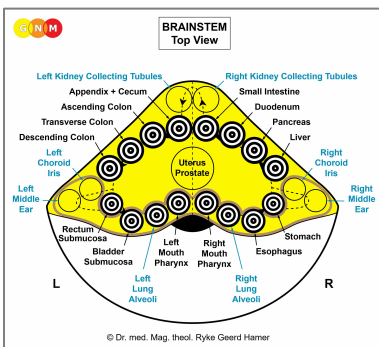 G N M
BRAINSTEM
Top View
Left Kidney Collecting Tubules
Right Kidney Collecting Tubules
Appendix + Cecum
Small Intestine
Ascending Colon
Duodenum
Transverse Colon
Pancreas
Descending Colon
Liver
Left
Choroid
Iris
Right
Choroid
Iris
Uterus
Prostate
Left
Middle
Ear
Right
Middle
Ear
Rectum
Submucosa
Bladder
Submucosa
Left
Mouth
Pharynx
Right
Mouth
Pharynx
Esophagus
Stomach
Left
Lung
Alveoli
Right
Lung
Alveoli
L
R
© Dr. med. Mag. theol. Ryke Geerd Hamer